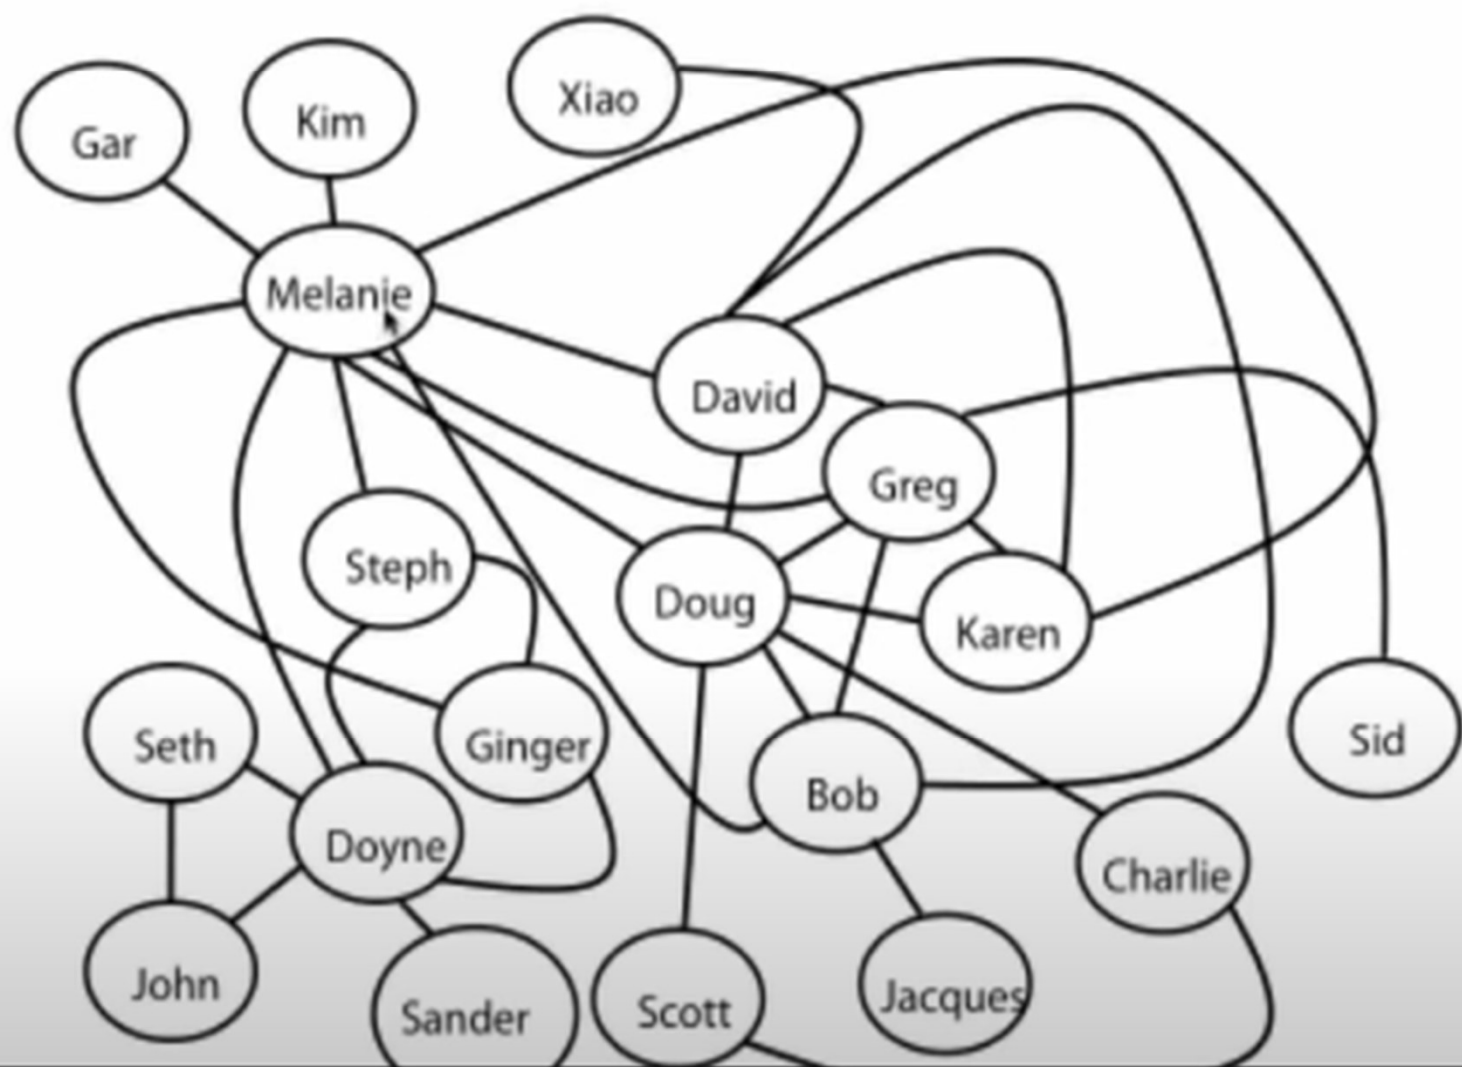 Gar
Kim
Xiao
Melanie
David
Greg
Steph
Doug
Karen
Seth
Ginger
Sid
Doyne
Bob
Charlie
John
Sander
Scott
Jacques